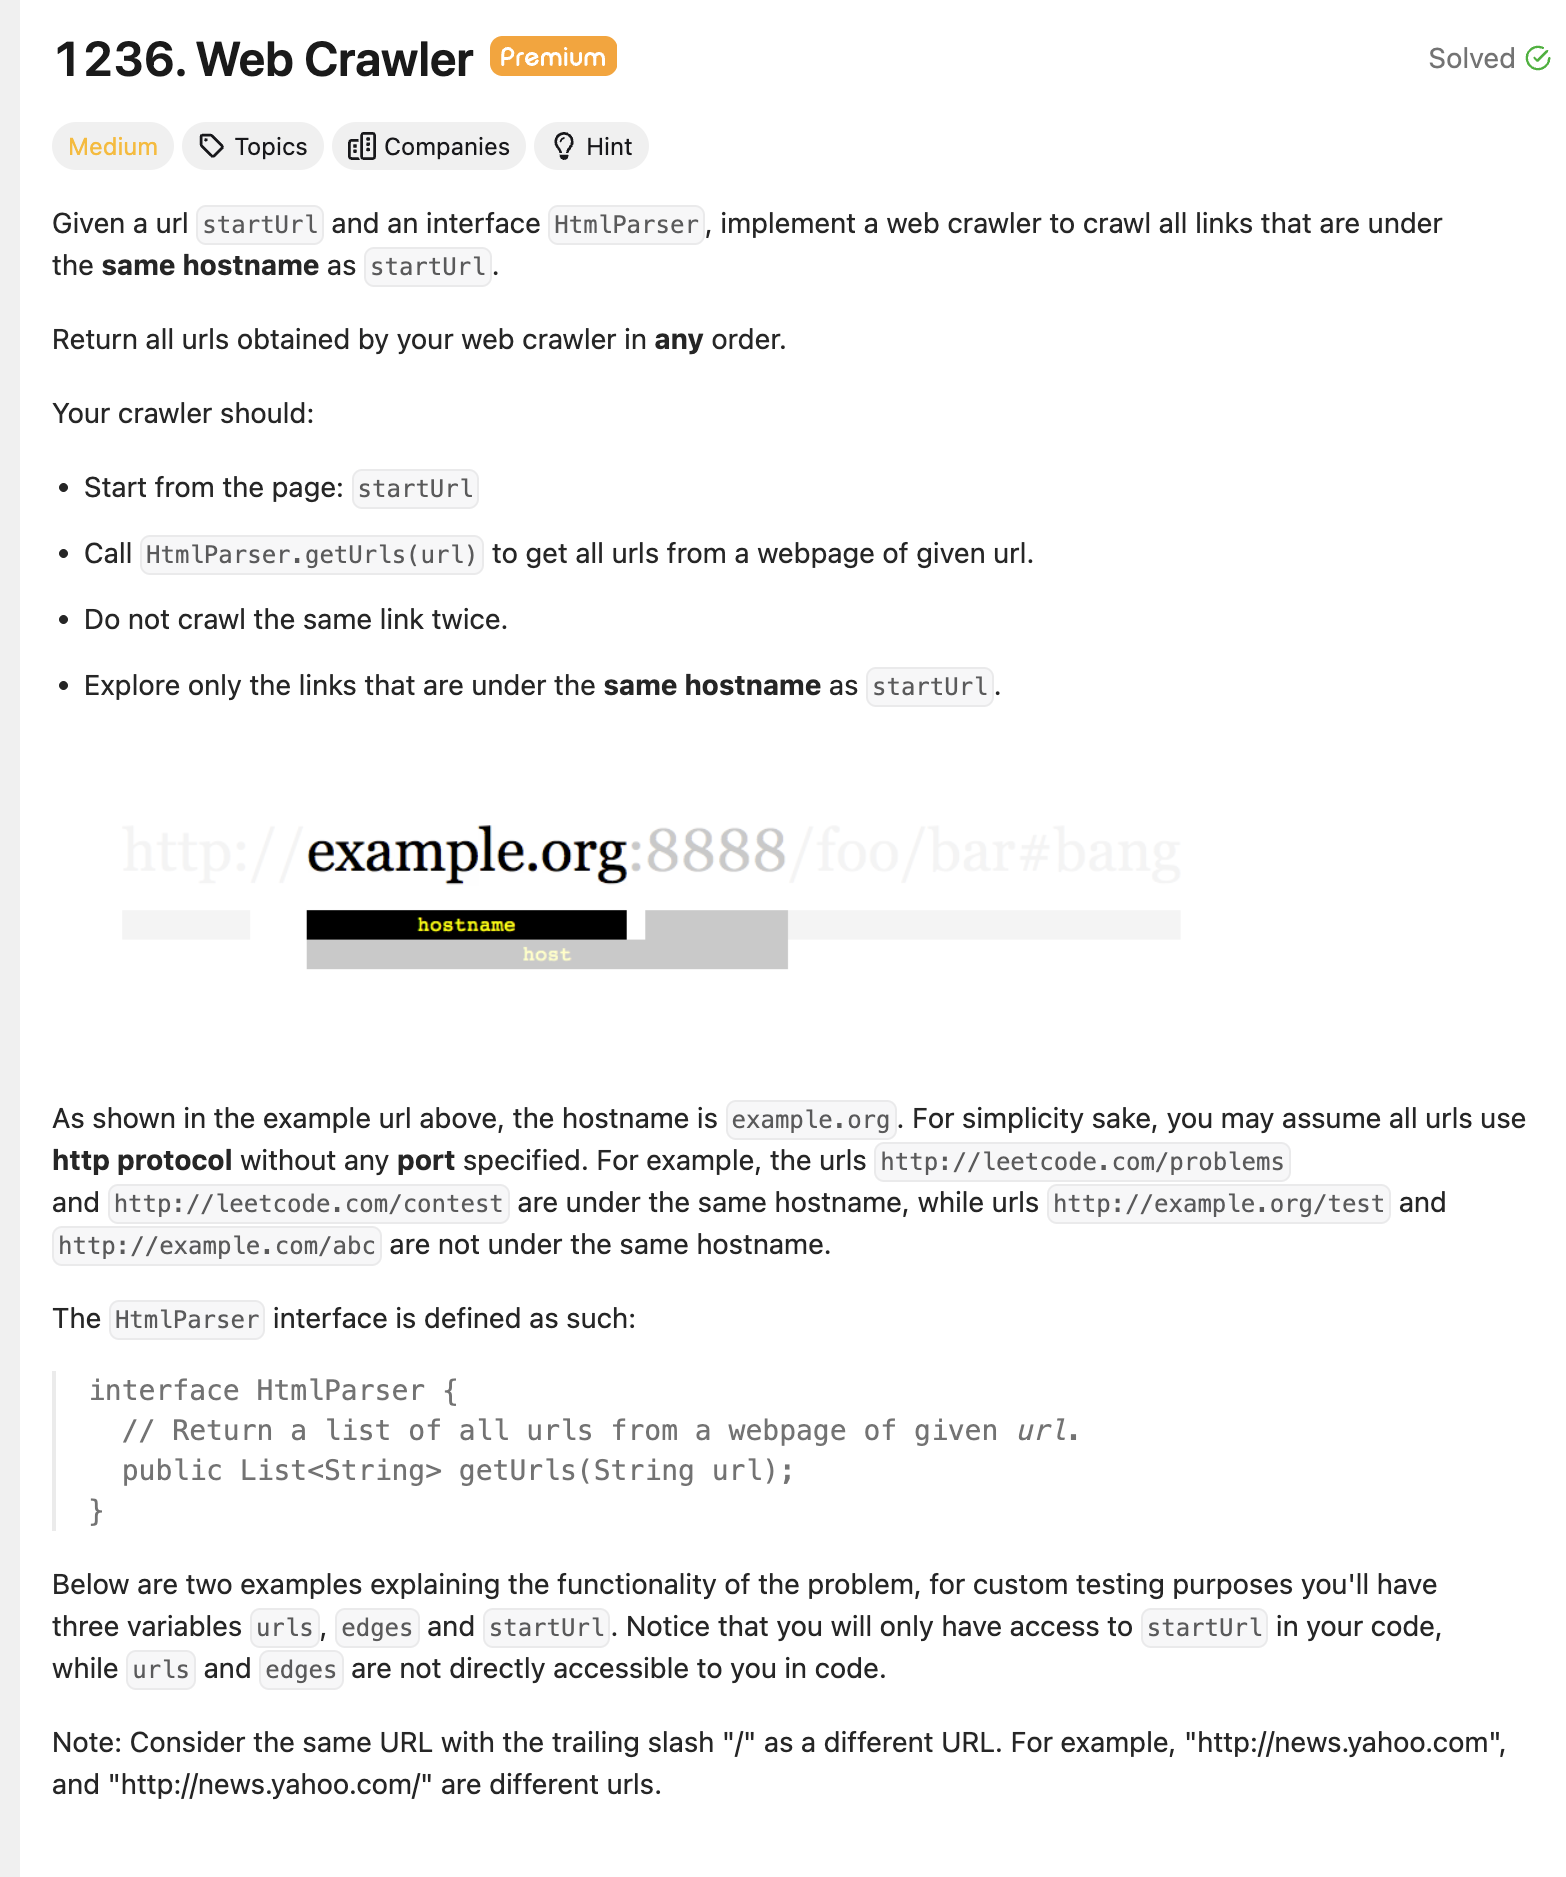 1236. Web Crawler Premium Solved
Medium Topics Companies Hint
Given a url startUrl and an interface HtmlParser, implement a web crawler to crawl all links that are under
the same hostname as startUrl.
Return all urls obtained by your web crawler in any order.
Your crawler should:
• Start from the page: startUrl
• Call HtmlParser.getUrls(url) to get all urls from a webpage of given url.
• Do not crawl the same link twice.
• Explore only the links that are under the same hostname as startUrl.
http://example.org:8888/foo/bar#bang
hostname
host
As shown in the example url above, the hostname is example.org. For simplicity sake, you may assume all urls use
http protocol without any port specified. For example, the urls http://leetcode.com/problems
and http://leetcode.com/contest are under the same hostname, while urls http://example.org/test and
http://example.com/abc are not under the same hostname.
The HtmlParser interface is defined as such:
interface HtmlParser {
// Return a list of all urls from a webpage of given url.
public List<String> getUrls(String url);
}
Below are two examples explaining the functionality of the problem, for custom testing purposes you'll have
three variables urls, edges and startUrl. Notice that you will only have access to startUrl in your code,
while urls and edges are not directly accessible to you in code.
Note: Consider the same URL with the trailing slash "/" as a different URL. For example, "http://news.yahoo.com",
and "http://news.yahoo.com/" are different urls.